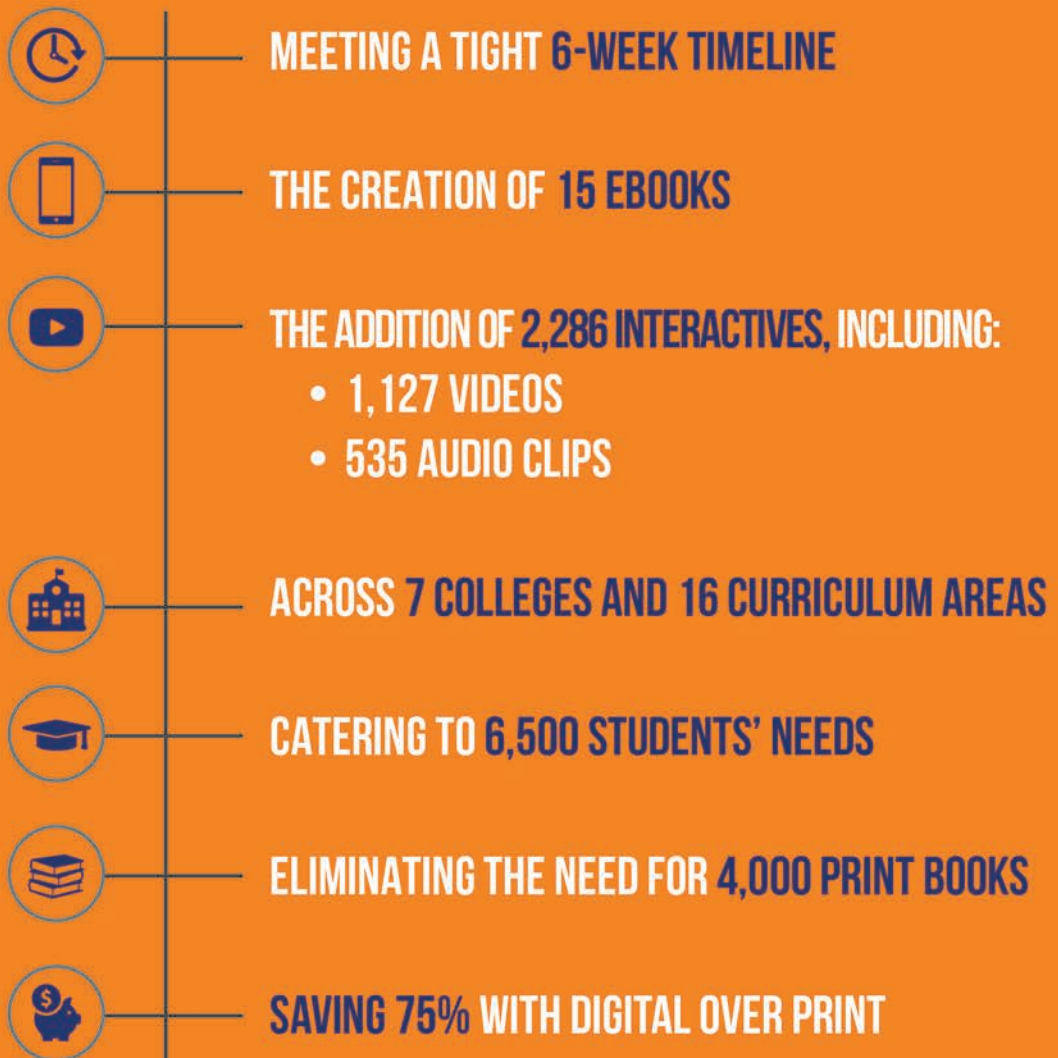 MEETING A TIGHT 6-WEEK TIMELINE
THE CREATION OF 15 EBOOKS
THE ADDITION OF 2,286 INTERACTIVES, INCLUDING:
• 1,127 VIDEOS
• 535 AUDIO CLIPS
ACROSS 7 COLLEGES AND 16 CURRICULUM AREAS
CATERING TO 6,500 STUDENTS’ NEEDS
ELIMINATING THE NEED FOR 4,000 PRINT BOOKS
$
SAVING 75% WITH DIGITAL OVER PRINT